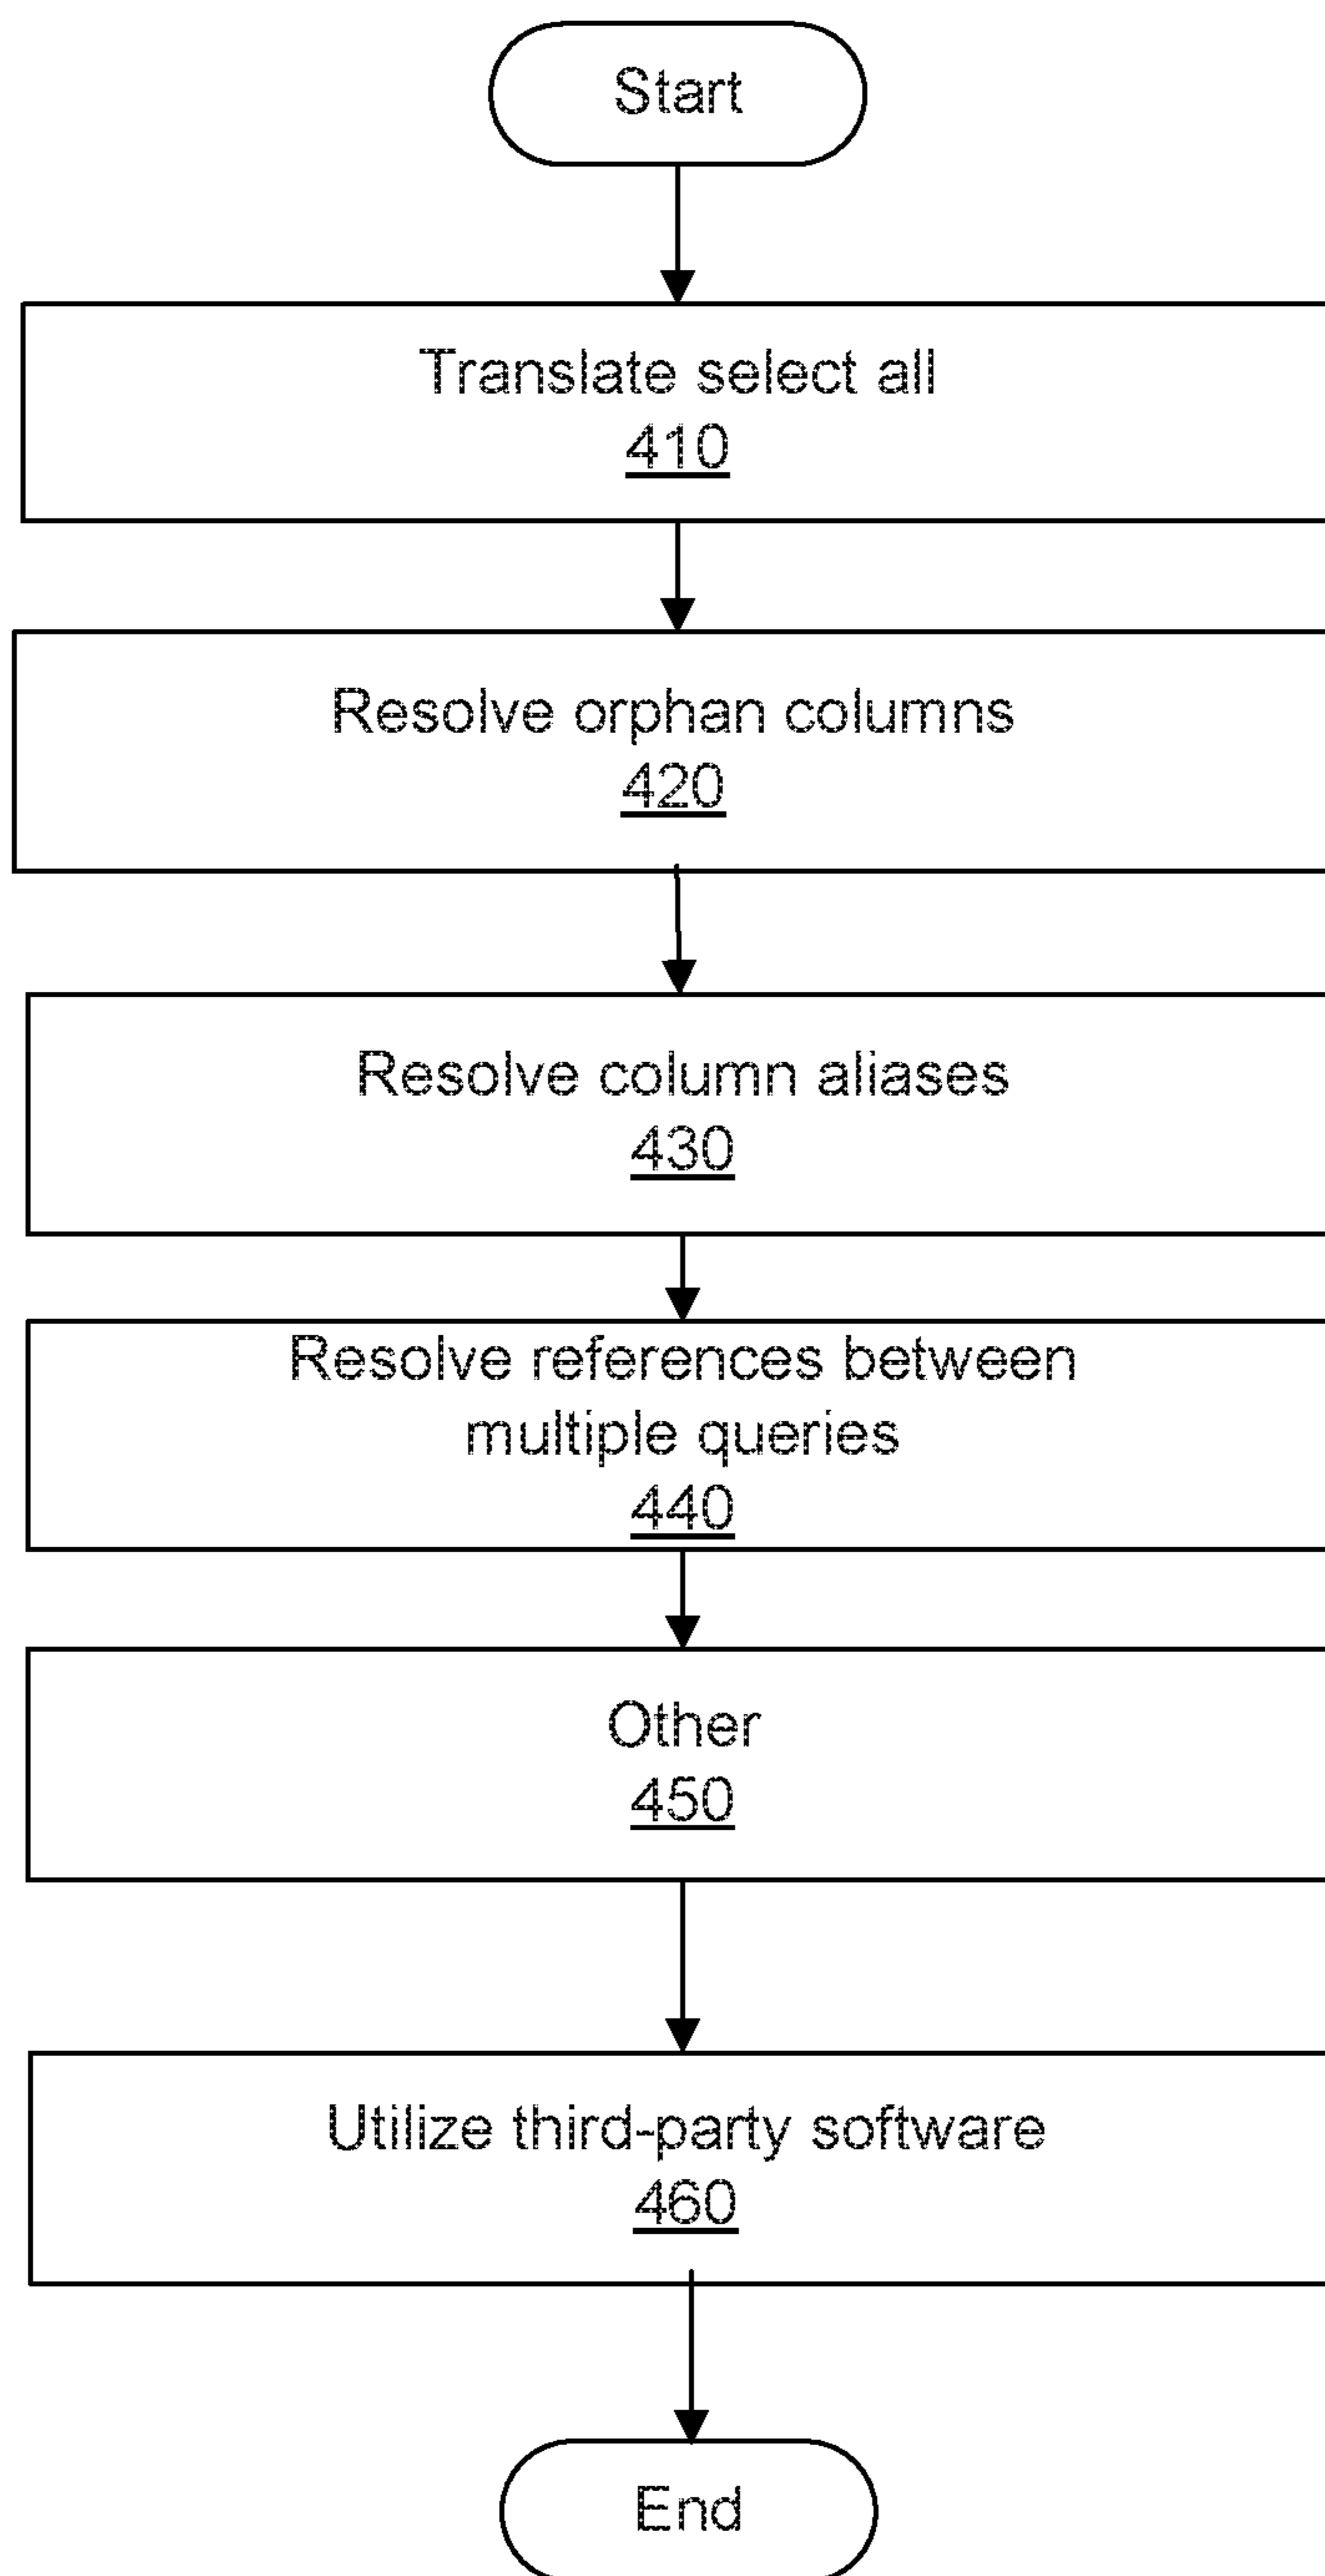 Start
Translate select all
410
Resolve orphan columns
420
Resolve column aliases
430
Resolve references between
multiple queries
440
Other
450
Utilize third-party software
460
End